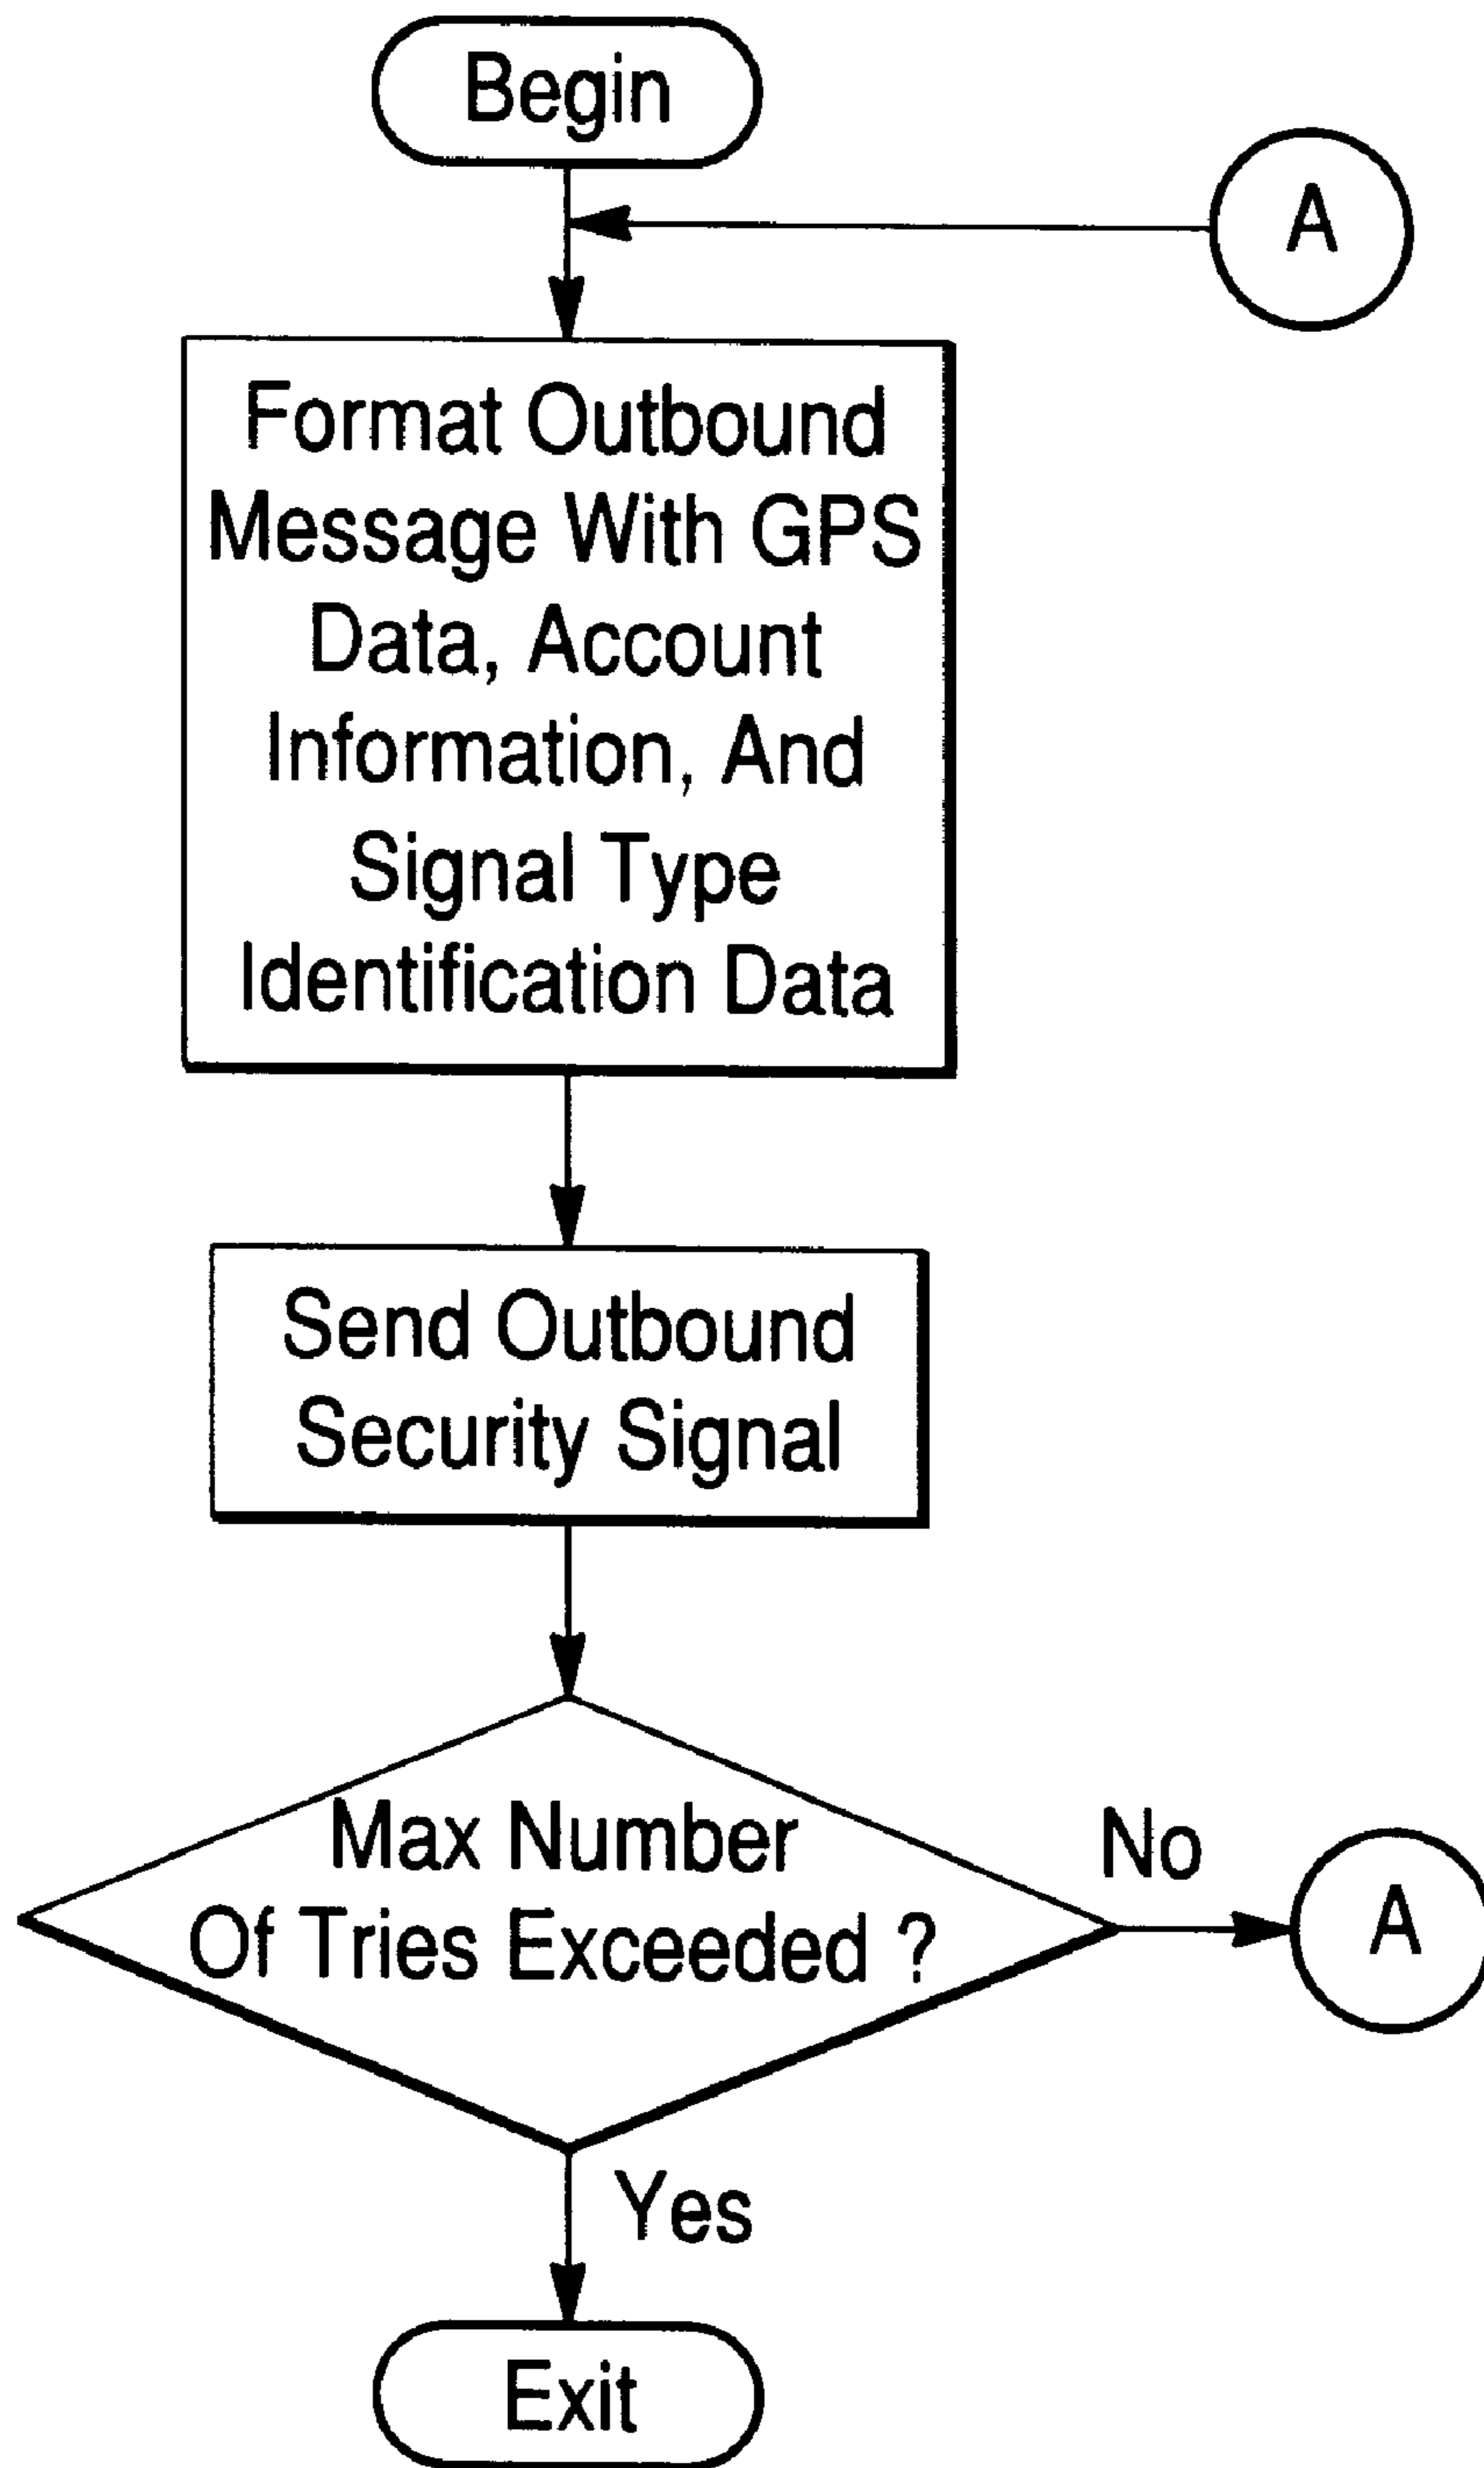 Begin
A
Format Outbound
Message With GPS
Data, Account
Information, And
Signal Type
Identification Data
Send Outbound
Security Signal
Max Number
Of Tries Exceeded ?
No
A
Yes
Exit